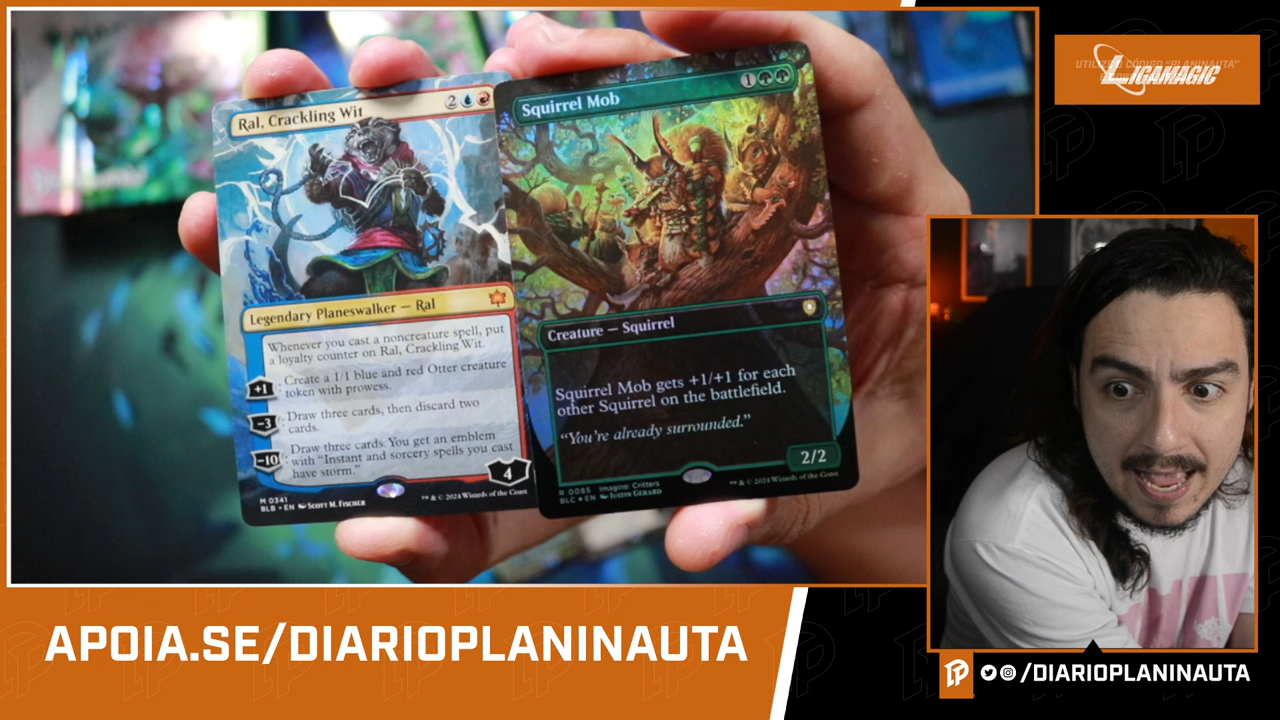 Ral, Crackling Wit
2
Legendary Planeswalker — Ral
Whenever you cast a noncreature spell, put
a loyalty counter on Ral, Crackling Wit.
+1 : Create a 1/1 blue and red Otter creature
token with prowess.
-3 : Draw three cards, then discard two
cards.
-10 : Draw three cards. You get an emblem
with “Instant and sorcery spells you cast
have storm.”
4
M 0341
BLB • EN SCOTT M. FISCHER
™ & © 2024 Wizards of the Coast
Squirrel Mob
1
Creature — Squirrel
Squirrel Mob gets +1/+1 for each
other Squirrel on the battlefield.
“You’re already surrounded.”
2/2
R 0085 Imagine: Critters
BLC • EN JUSTIN GERARD
™ & © 2024 Wizards of the Coast
LIGAMAGIC
APOIA.SE/DIARIOPLANINAUTA
/DIARIOPLANINAUTA